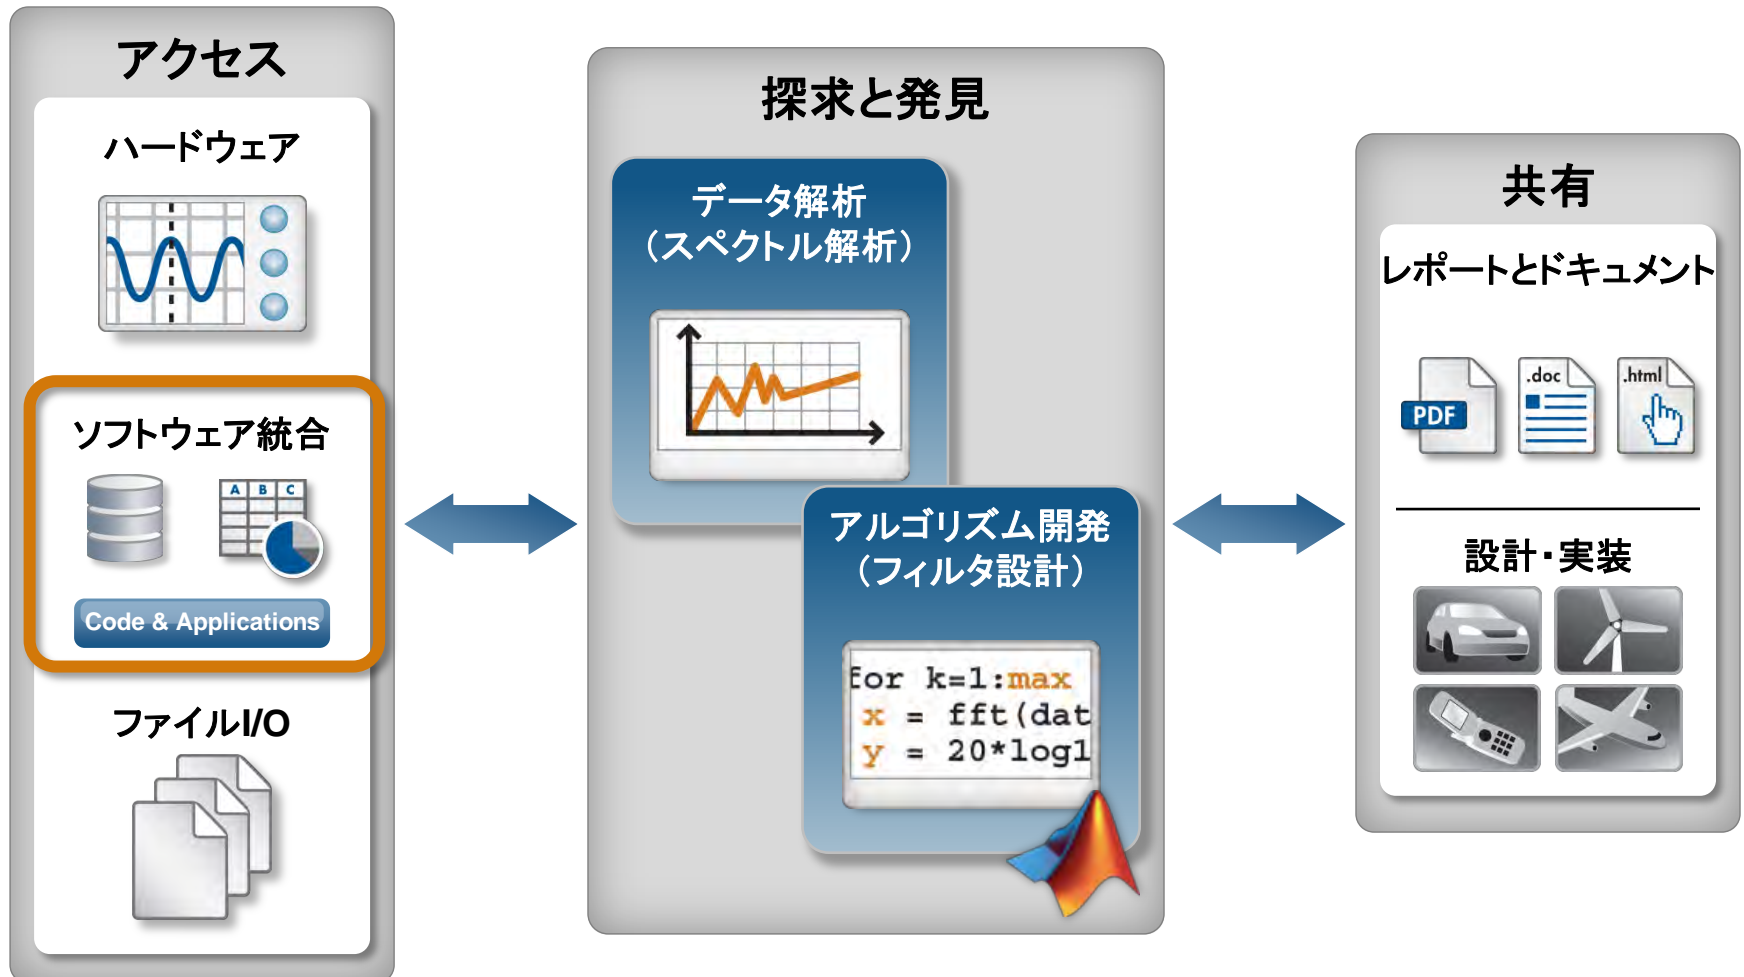 アクセス
ハードウェア
ソフトウェア統合
A B C
Code & Applications
ファイルI/O
探求と発見
データ解析
（スペクトル解析）
アルゴリズム開発
（フィルタ設計）
for k=1:max
x = fft(dat
y = 20*log1
共有
レポートとドキュメント
PDF
.doc
.html
設計・実装